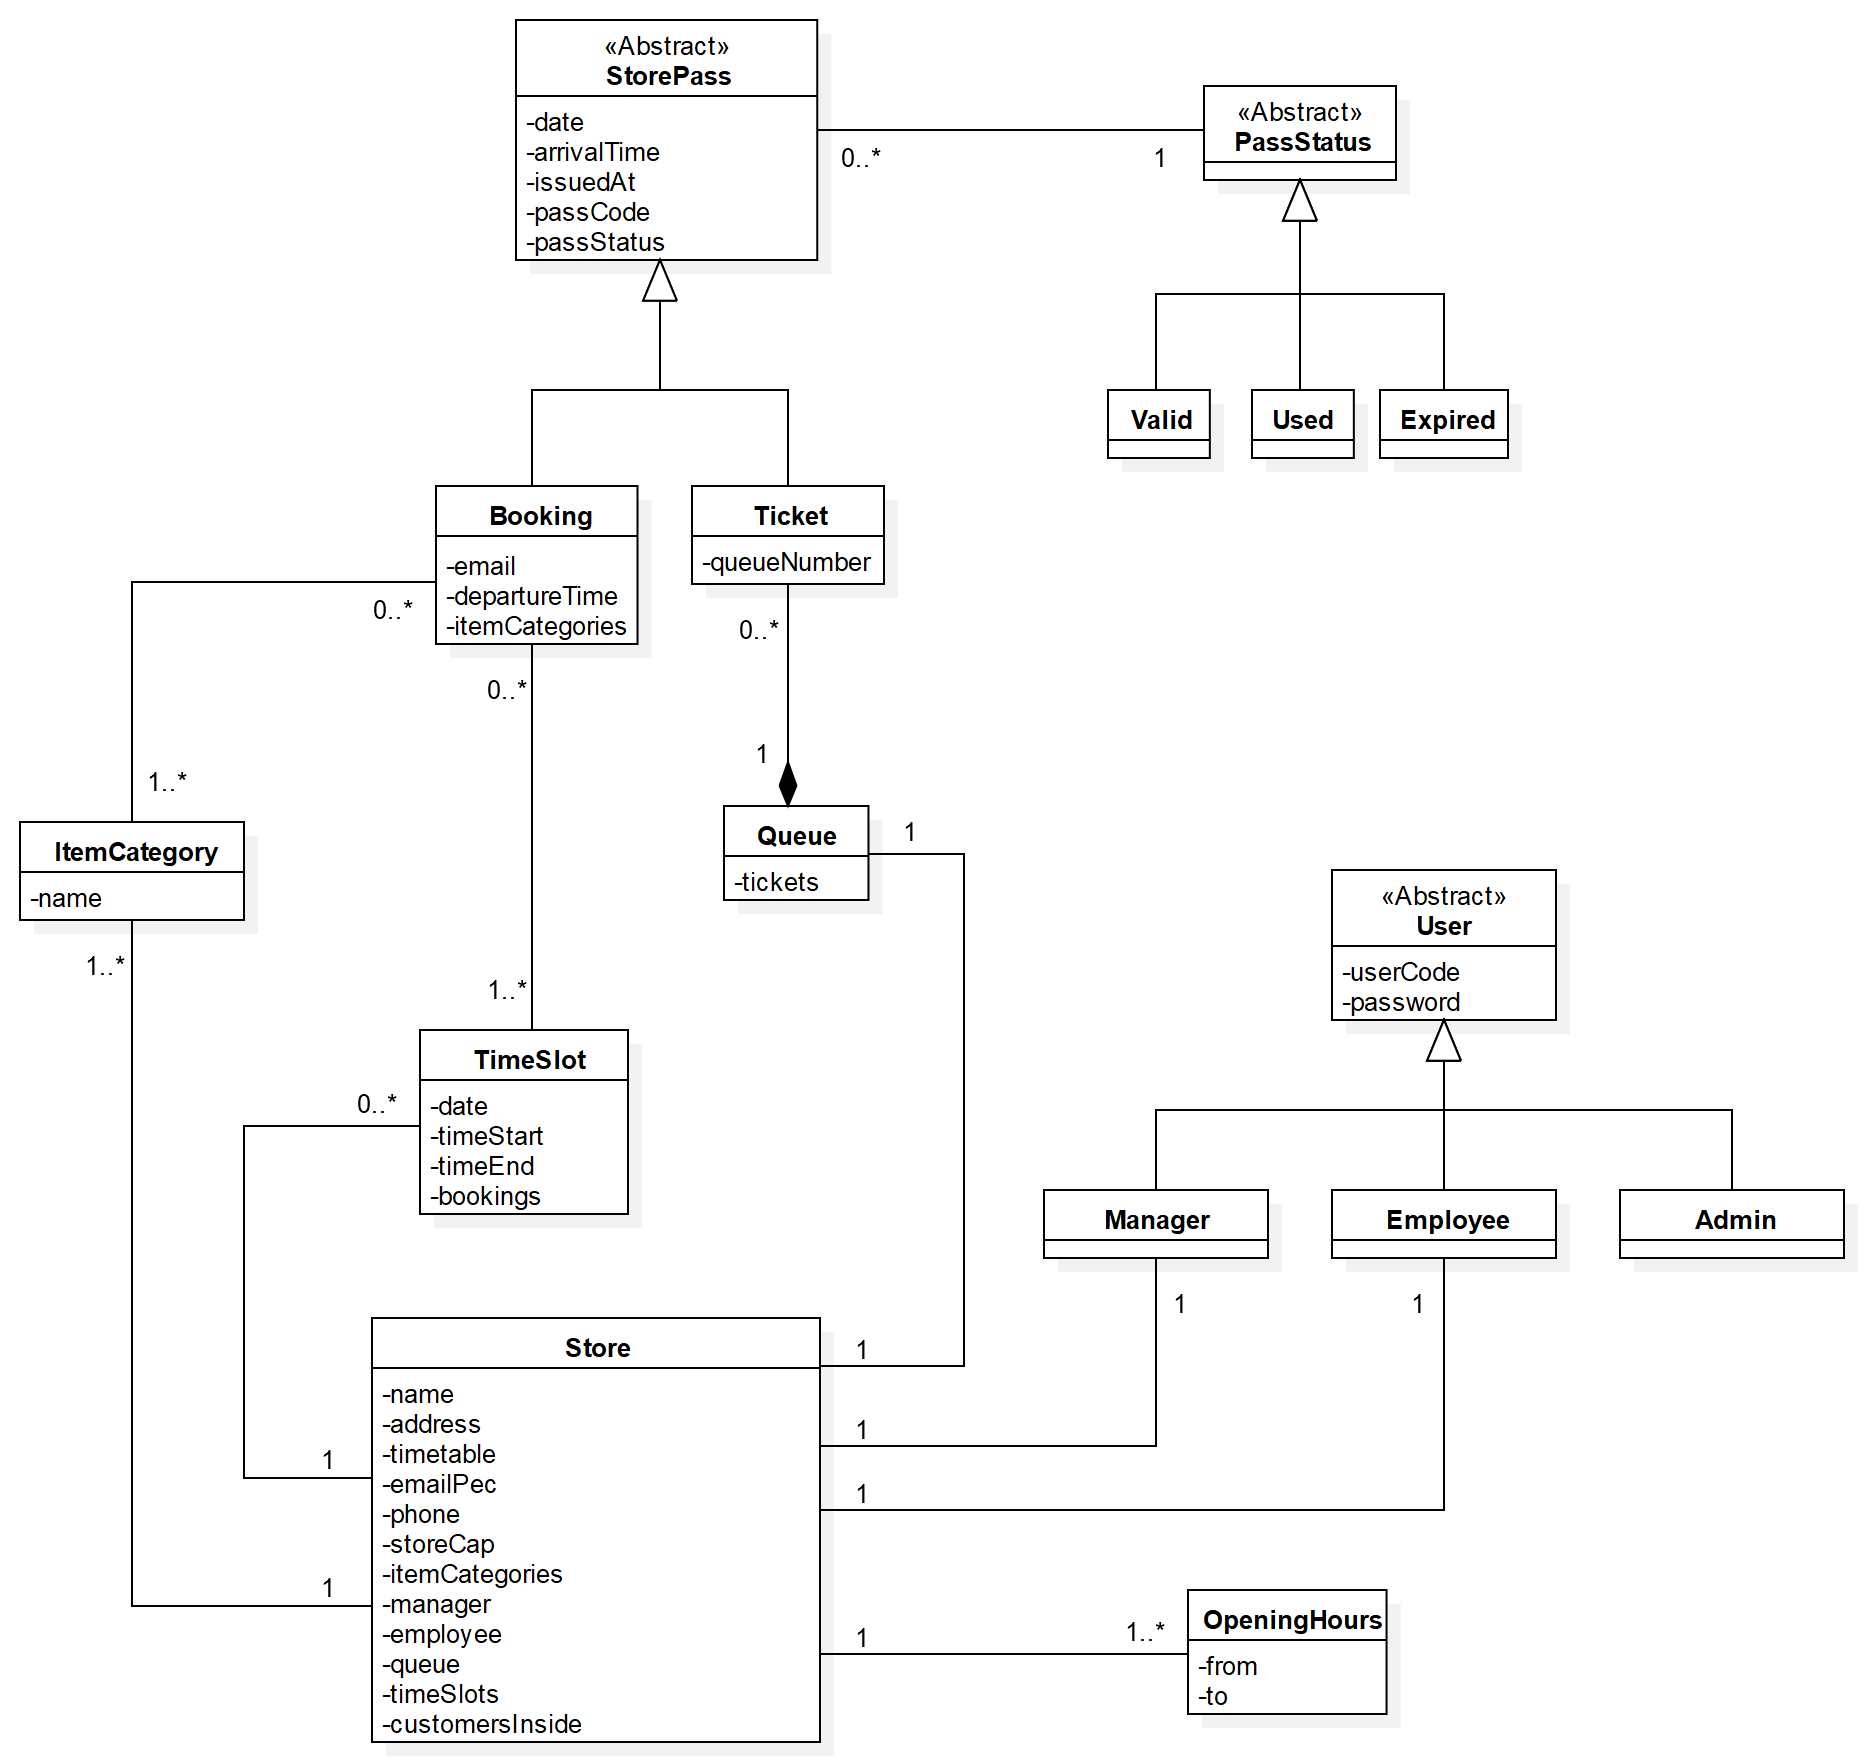 «Abstract»
StorePass
-date
-arrivalTime
-issuedAt
-passCode
-passStatus
0..*
1
«Abstract»
PassStatus
Valid
Used
Expired
Booking
-email
-departureTime
-itemCategories
0..*
0..*
Ticket
-queueNumber
0..*
1
1..*
ItemCategory
-name
1..*
Queue
-tickets
1
1..*
TimeSlot
-date
-timeStart
-timeEnd
-bookings
0..*
«Abstract»
User
-userCode
-password
Manager
Employee
Admin
1
1
Store
-name
-address
-timetable
-emailPec
-phone
-storeCap
-itemCategories
-manager
-employee
-queue
-timeSlots
-customersInside
1
1
1
1
1
1
1..*
OpeningHours
-from
-to